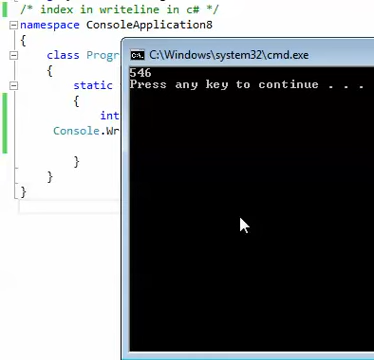 /* index in writeline in c# */
namespace ConsoleApplication8
{
class Progr
{
static
{
int
Console.Wr
}
}
}
C:\Windows\system32\cmd.exe
546
Press any key to continue . . .